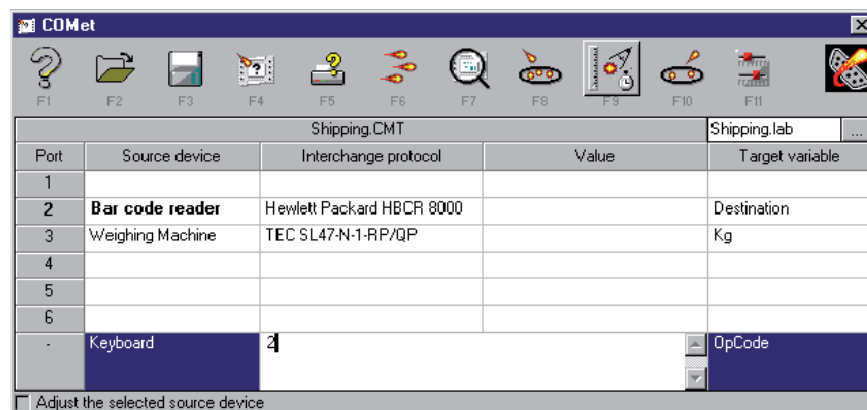 COMet
F1 F2 F3 F4 F5 F6 F7 F8 F9 F10 F11
Shipping.CMT Shipping.lab ...
Port Source device Interchange protocol Value Target variable
1
2 Bar code reader Hewlett Packard HBCR 8000 Destination
3 Weighing Machine TEC SL47-N-1-RP/QP Kg
4
5
6
- Keyboard 2 OpCode
Adjust the selected source device